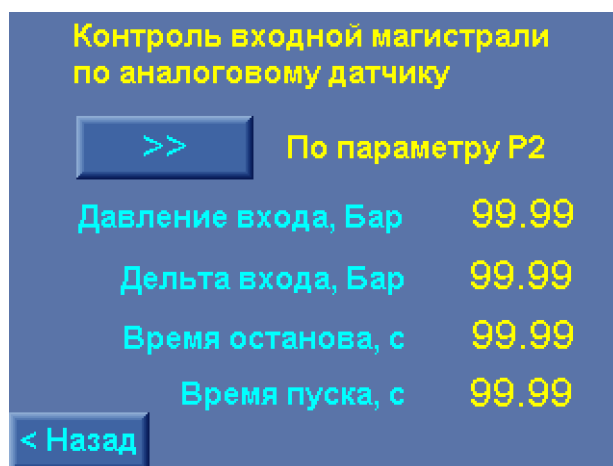 Контроль входной магистрали
по аналоговому датчику
>> По параметру P2
Давление входа, Бар 99.99
Дельта входа, Бар 99.99
Время останова, с 99.99
Время пуска, с 99.99
< Назад